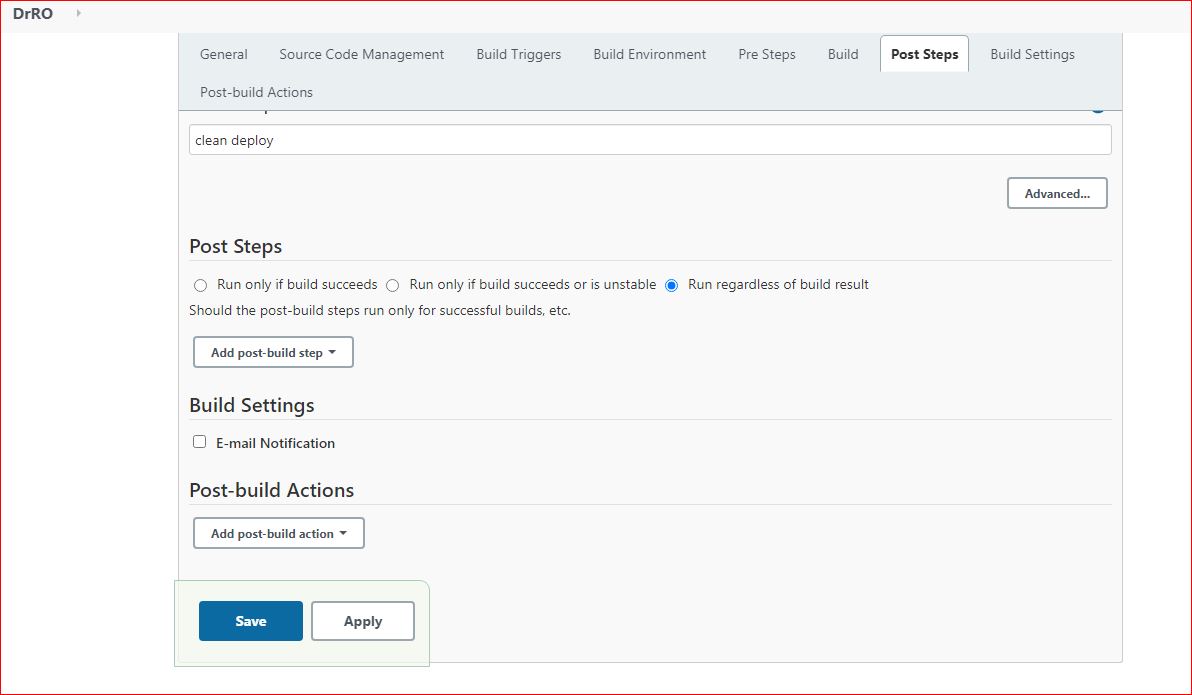 DrRO
General Source Code Management Build Triggers Build Environment Pre Steps Build Post Steps Build Settings
Post-build Actions
clean deploy
Advanced...
Post Steps
Run only if build succeeds Run only if build succeeds or is unstable Run regardless of build result
Should the post-build steps run only for successful builds, etc.
Add post-build step
Build Settings
E-mail Notification
Post-build Actions
Add post-build action
Save Apply